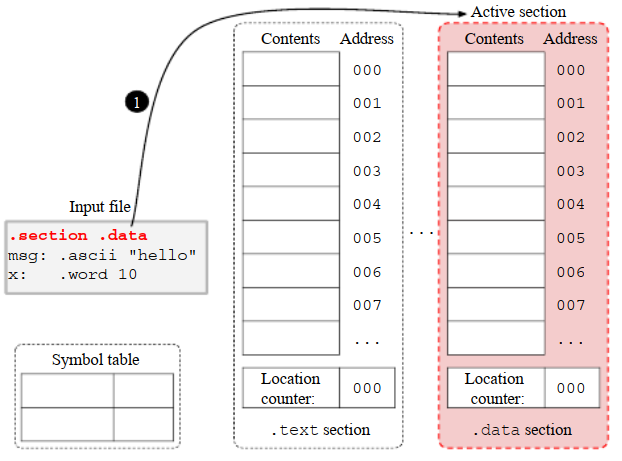 Active section
Contents Address
000
001
002
003
004
005
006
007
...
Location
counter:
000
.text section
...
Contents Address
000
001
002
003
004
005
006
007
...
Location
counter:
000
.data section
1
Input file
.section .data
msg: .ascii "hello"
x: .word 10
Symbol table